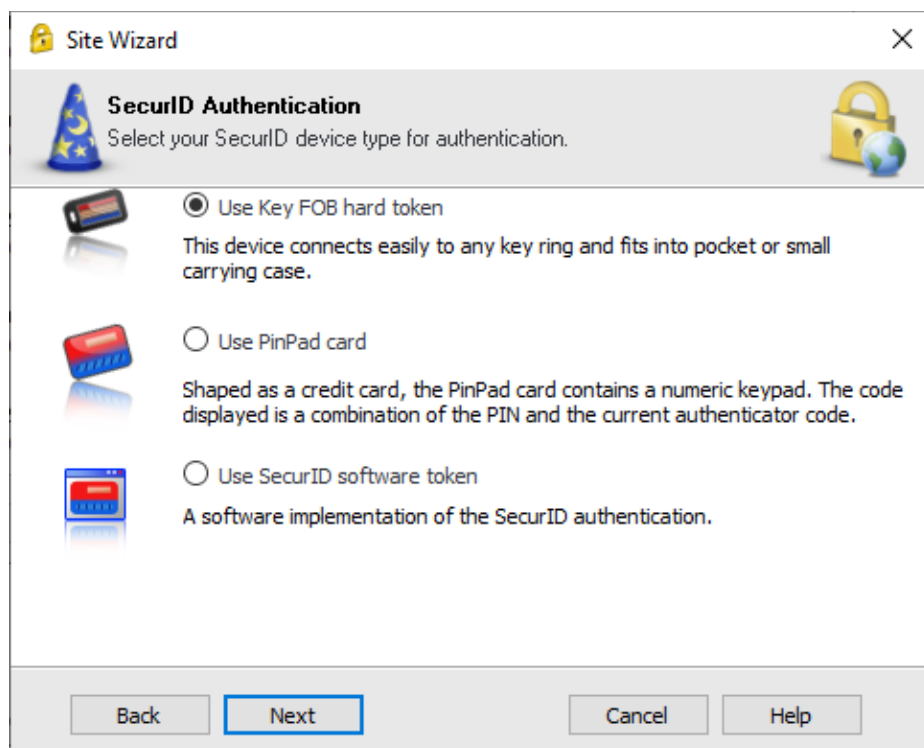 Site Wizard
SecurID Authentication
Select your SecurID device type for authentication.
Use Key FOB hard token
This device connects easily to any key ring and fits into pocket or small
carrying case.
Use PinPad card
Shaped as a credit card, the PinPad card contains a numeric keypad. The code
displayed is a combination of the PIN and the current authenticator code.
Use SecurID software token
A software implementation of the SecurID authentication.
Back Next Cancel Help